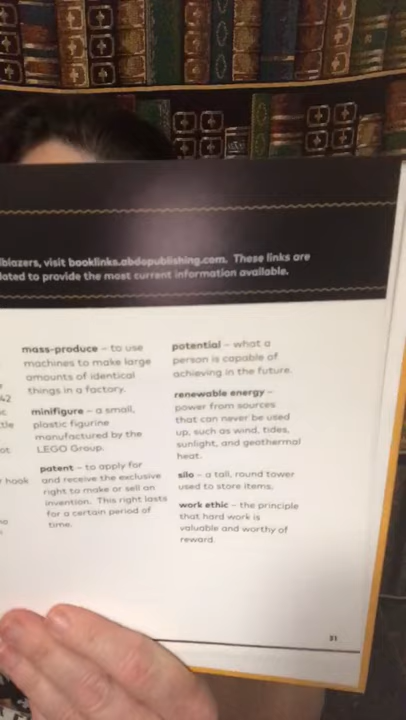 lblazers, visit booklinks.abdopublishing.com. These links are
dated to provide the most current information available.
mass-produce – to use
machines to make large
amounts of identical
things in a factory.
minifigure – a small,
plastic figurine
manufactured by the
LEGO Group.
patent – to apply for
and receive the exclusive
right to make or sell an
invention. This right lasts
for a certain period of
time.
potential – what a
person is capable of
achieving in the future.
renewable energy –
power from sources
that can never be used
up, such as wind, tides,
sunlight, and geothermal
heat.
silo – a tall, round tower
used to store items.
work ethic – the principle
that hard work is
valuable and worthy of
reward.
42
hook
31